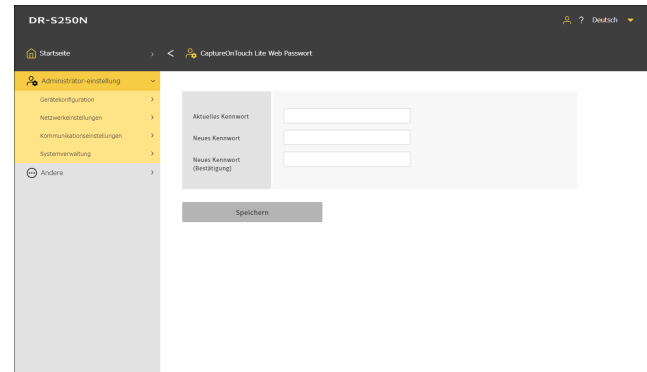 DR-S250N
? Deutsch
Startseite
CaptureOnTouch Lite Web Passwort
Administrator-einstellung
Gerätekonfiguration
Netzwerkeinstellungen
Kommunikationseinstellungen
Systemverwaltung
Andere
Aktuelles Kennwort
Neues Kennwort
Neues Kennwort
(Bestätigung)
Speichern